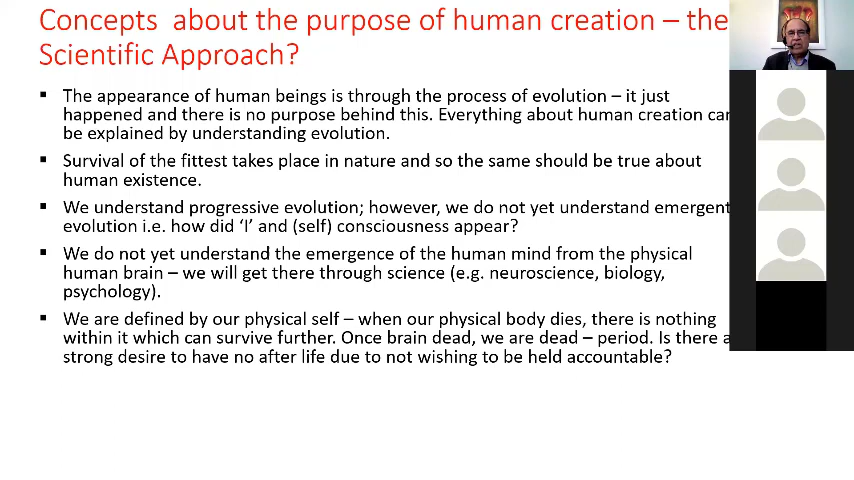 Concepts about the purpose of human creation – the
Scientific Approach?
▪ The appearance of human beings is through the process of evolution – it just
happened and there is no purpose behind this. Everything about human creation can
be explained by understanding evolution.
▪ Survival of the fittest takes place in nature and so the same should be true about
human existence.
▪ We understand progressive evolution; however, we do not yet understand emergent
evolution i.e. how did ‘I’ and (self) consciousness appear?
▪ We do not yet understand the emergence of the human mind from the physical
human brain – we will get there through science (e.g. neuroscience, biology,
psychology).
▪ We are defined by our physical self – when our physical body dies, there is nothing
within it which can survive further. Once brain dead, we are dead – period. Is there a
strong desire to have no after life due to not wishing to be held accountable?